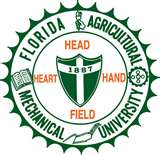 FLORIDA AGRICULTURAL
MECHANICAL UNIVERSITY
HEAD
HEART
1887
HAND
FIELD